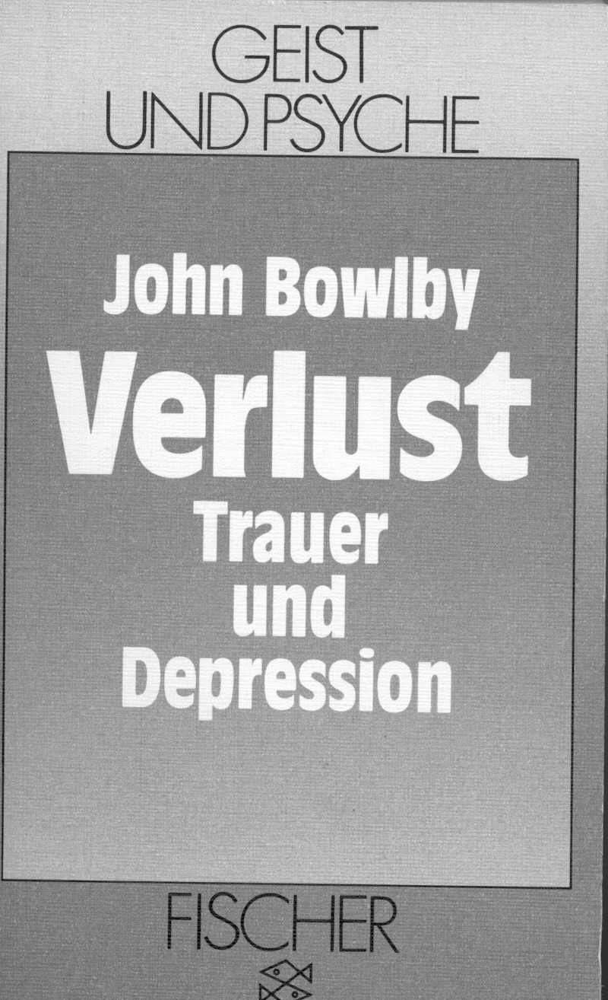 GEIST
UND PSYCHE
John Bowlby
Verlust
Trauer
und
Depression
FISCHER